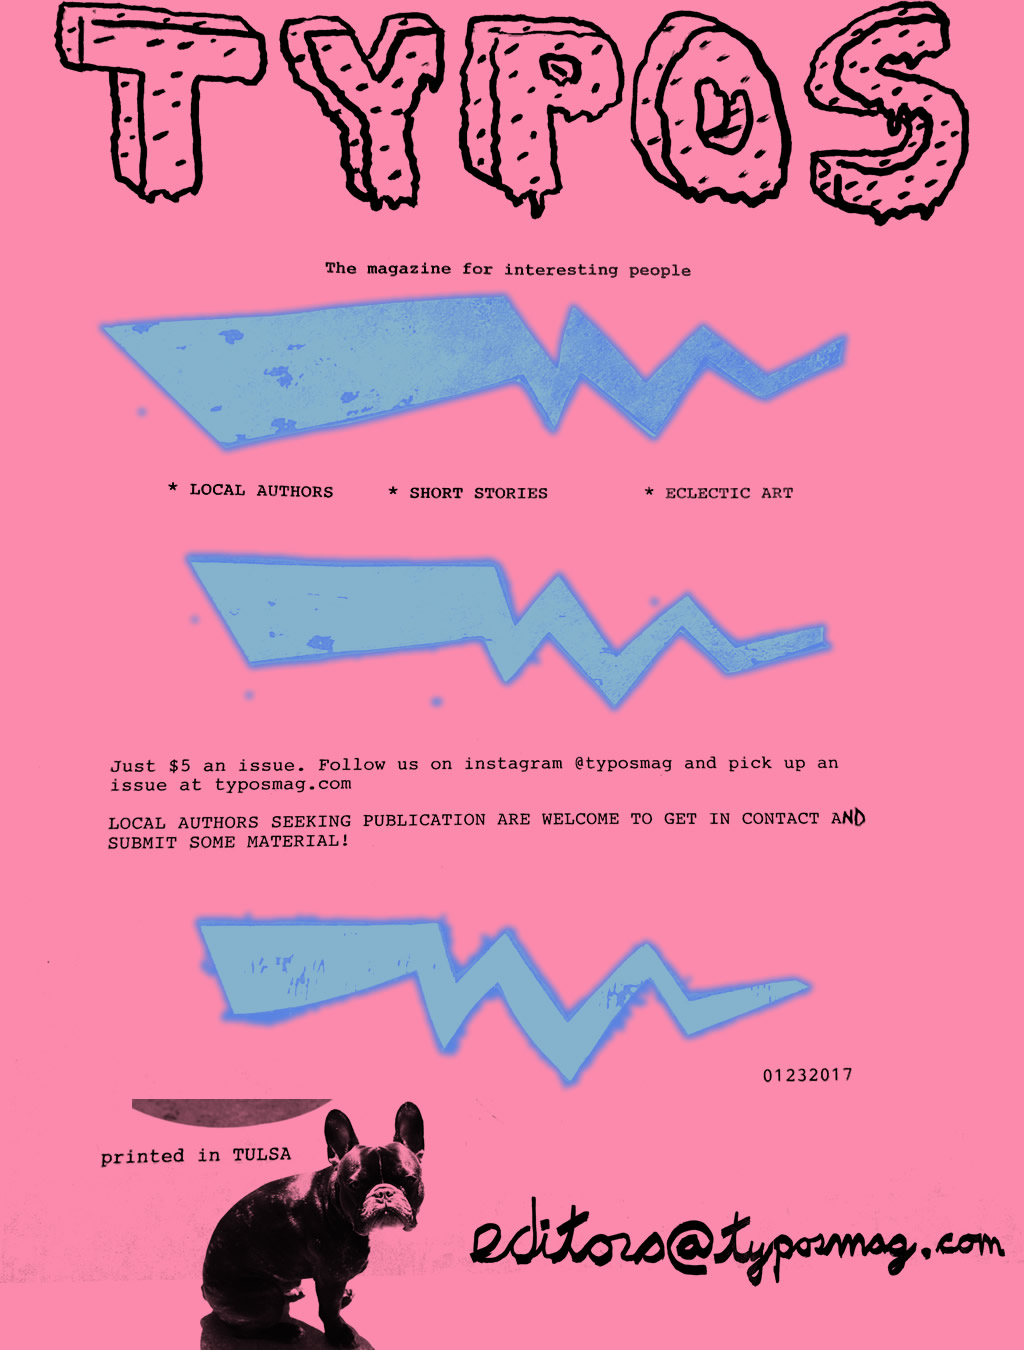 TYPOS
The magazine for interesting people
* LOCAL AUTHORS * SHORT STORIES * ECLECTIC ART
Just $5 an issue. Follow us on instagram @typosmag and pick up an
issue at typosmag.com
LOCAL AUTHORS SEEKING PUBLICATION ARE WELCOME TO GET IN CONTACT AND
SUBMIT SOME MATERIAL!
01232017
printed in TULSA
editors@typosmag.com